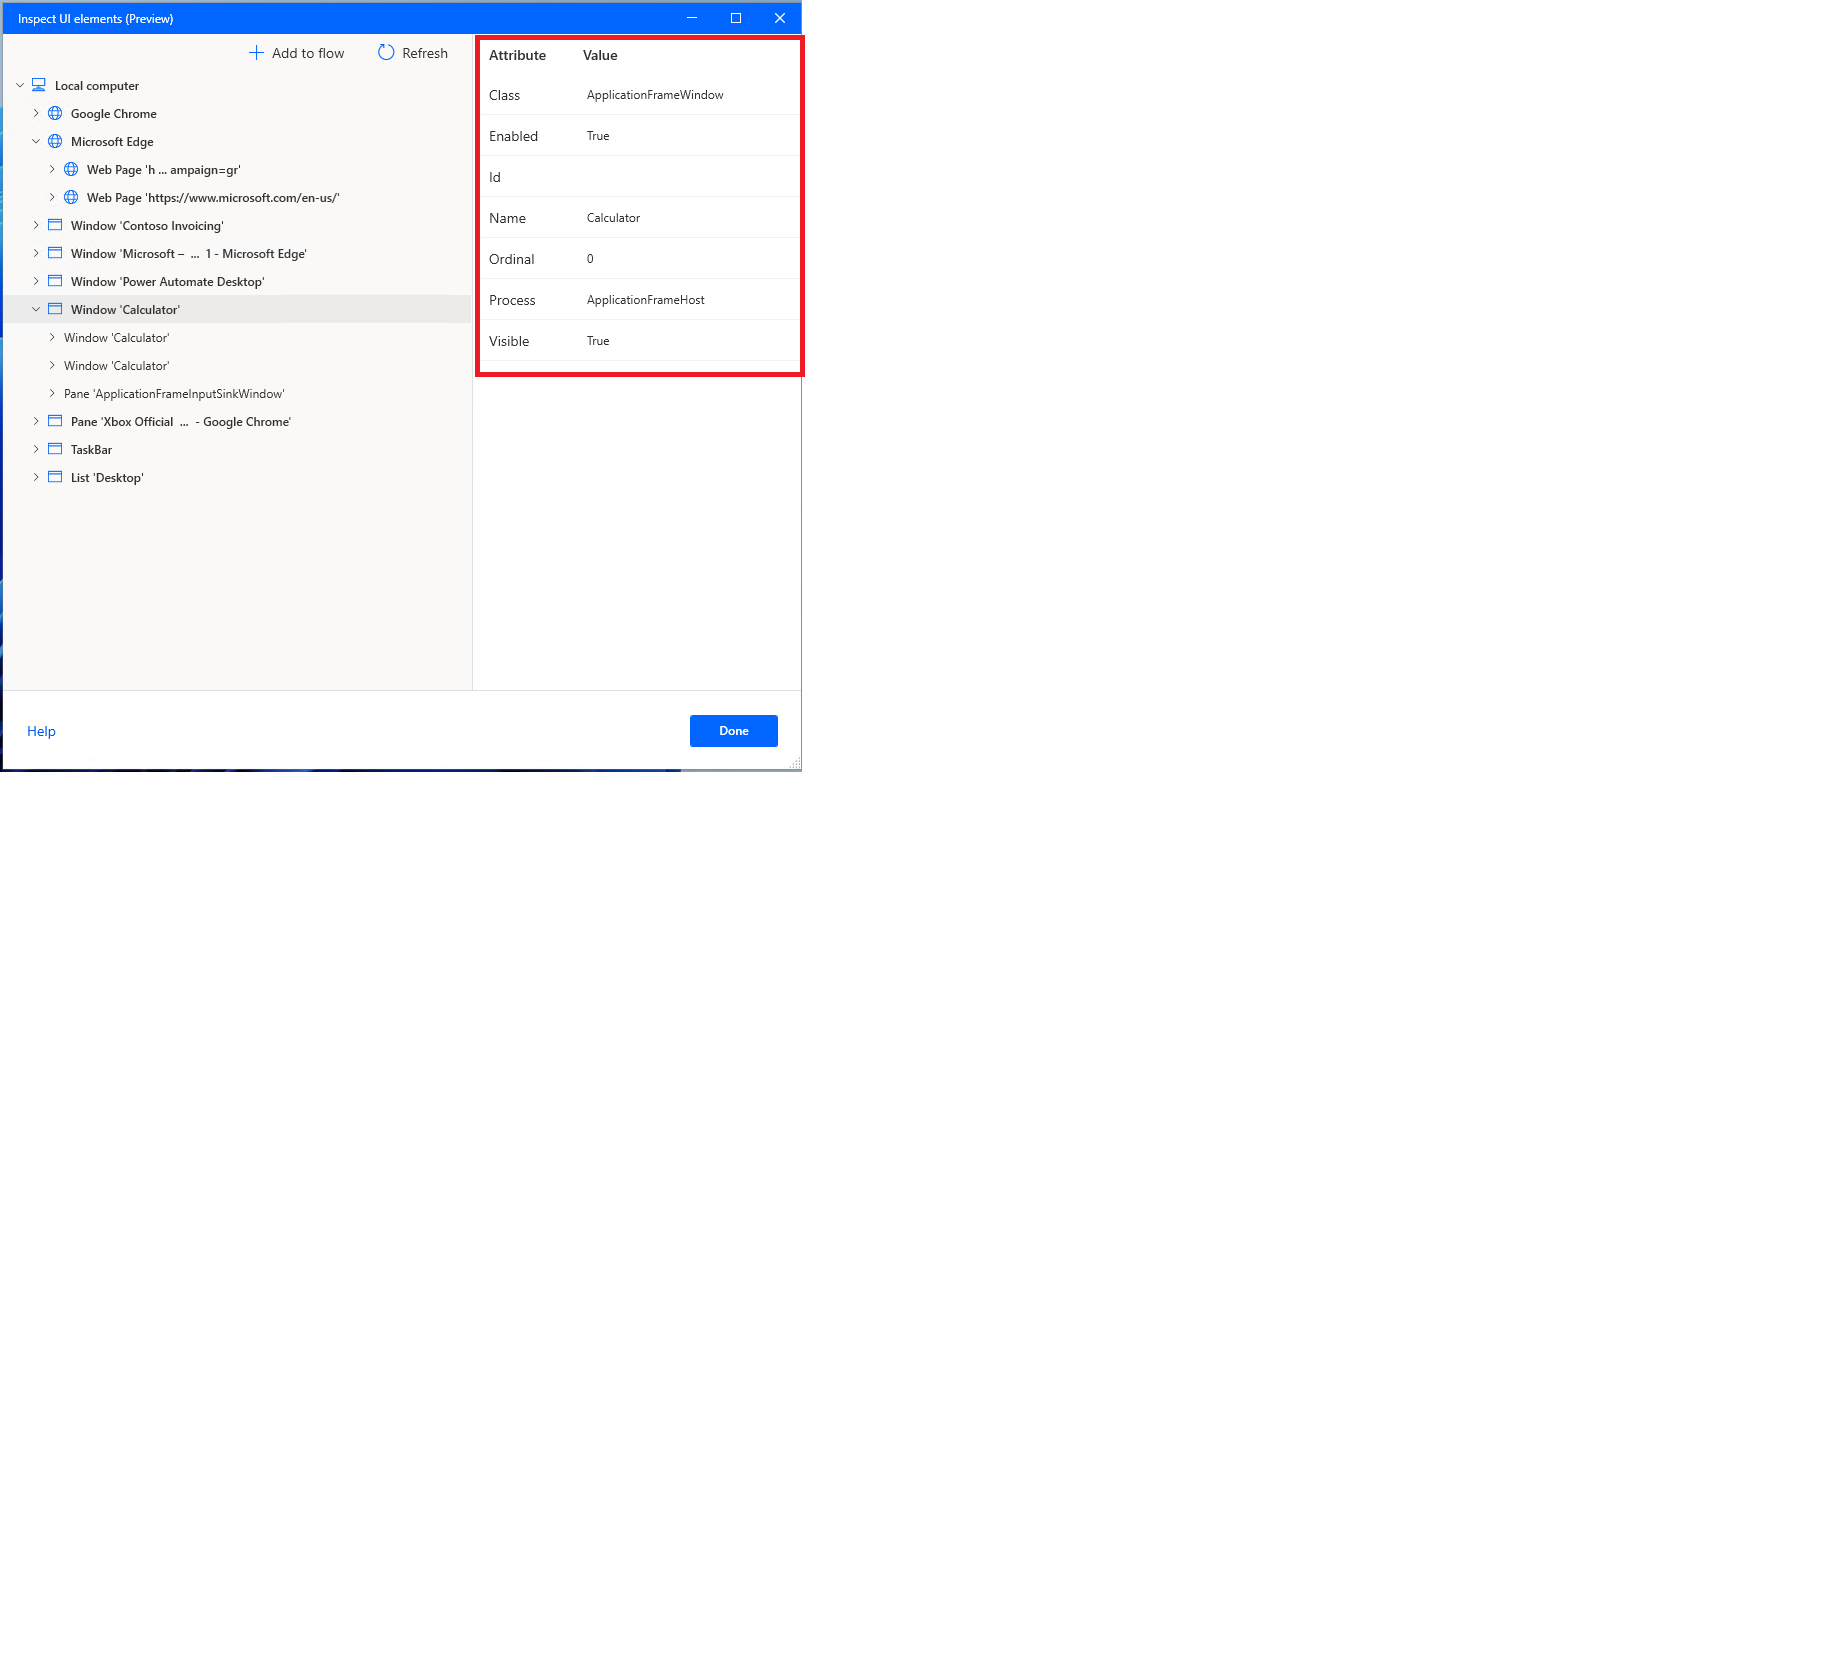 Inspect UI elements (Preview)
Add to flow
Refresh
Local computer
Google Chrome
Microsoft Edge
Web Page 'h ... ampaign=gr'
Web Page 'https://www.microsoft.com/en-us/'
Window 'Contoso Invoicing'
Window 'Microsoft – ... 1 - Microsoft Edge'
Window 'Power Automate Desktop'
Window 'Calculator'
Window 'Calculator'
Window 'Calculator'
Pane 'ApplicationFrameInputSinkWindow'
Pane 'Xbox Official ... - Google Chrome'
TaskBar
List 'Desktop'
Attribute Value
Class ApplicationFrameWindow
Enabled True
Id
Name Calculator
Ordinal 0
Process ApplicationFrameHost
Visible True
Help
Done